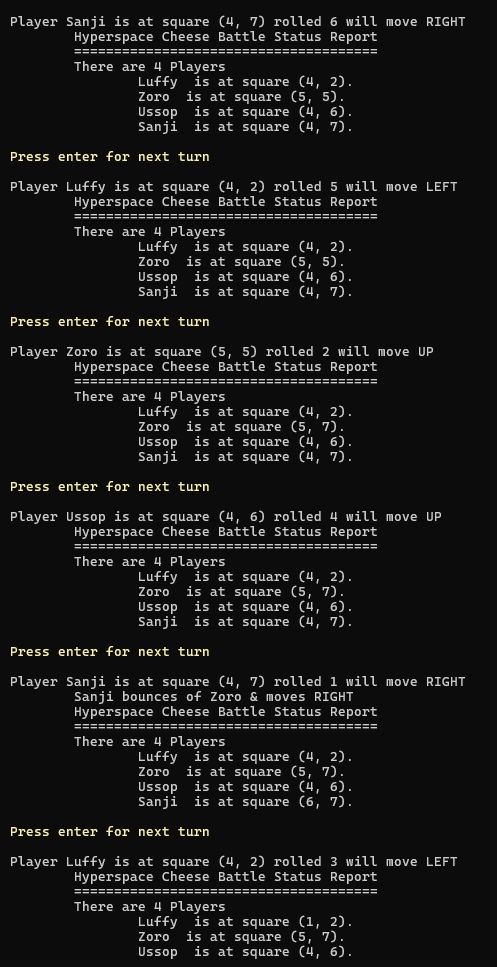 Player Sanji is at square (4, 7) rolled 6 will move RIGHT
Hyperspace Cheese Battle Status Report
======================================
There are 4 Players
Luffy  is at square (4, 2).
Zoro  is at square (5, 5).
Ussop  is at square (4, 6).
Sanji  is at square (4, 7).
Press enter for next turn
Player Luffy is at square (4, 2) rolled 5 will move LEFT
Hyperspace Cheese Battle Status Report
======================================
There are 4 Players
Luffy  is at square (4, 2).
Zoro  is at square (5, 5).
Ussop  is at square (4, 6).
Sanji  is at square (4, 7).
Press enter for next turn
Player Zoro is at square (5, 5) rolled 2 will move UP
Hyperspace Cheese Battle Status Report
======================================
There are 4 Players
Luffy  is at square (4, 2).
Zoro  is at square (5, 7).
Ussop  is at square (4, 6).
Sanji  is at square (4, 7).
Press enter for next turn
Player Ussop is at square (4, 6) rolled 4 will move UP
Hyperspace Cheese Battle Status Report
======================================
There are 4 Players
Luffy  is at square (4, 2).
Zoro  is at square (5, 7).
Ussop  is at square (4, 6).
Sanji  is at square (4, 7).
Press enter for next turn
Player Sanji is at square (4, 7) rolled 1 will move RIGHT
Sanji bounces of Zoro & moves RIGHT
Hyperspace Cheese Battle Status Report
======================================
There are 4 Players
Luffy  is at square (4, 2).
Zoro  is at square (5, 7).
Ussop  is at square (4, 6).
Sanji  is at square (6, 7).
Press enter for next turn
Player Luffy is at square (4, 2) rolled 3 will move LEFT
Hyperspace Cheese Battle Status Report
======================================
There are 4 Players
Luffy  is at square (1, 2).
Zoro  is at square (5, 7).
Ussop  is at square (4, 6).